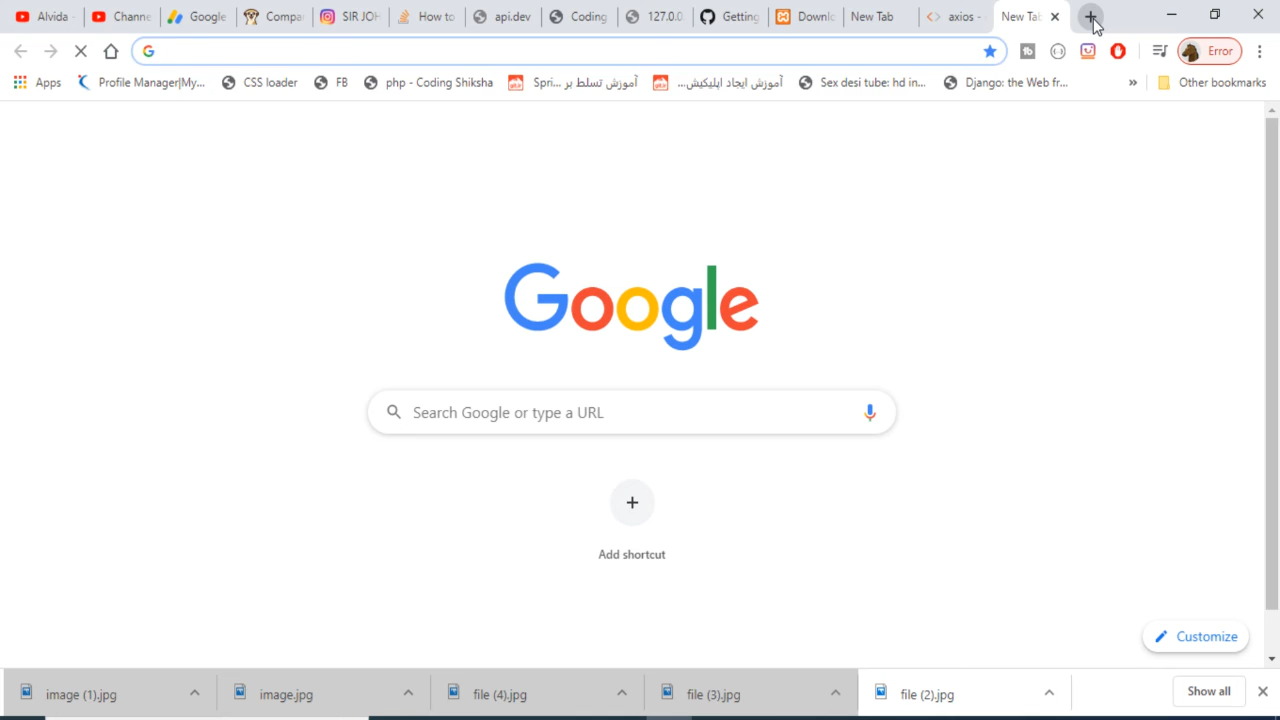 Alvida
Channe
Google
Compa
SIR JOH
How to
api.dev
Coding
127.0.0.
Getting
Downlo
New Tab
axios -
New Tab
Error
Apps
Profile Manager|My...
CSS loader
FB
php - Coding Shiksha
آموزش تسلط بر Spri...
آموزش ایجاد اپلیکیش...
Sex desi tube: hd in...
Django: the Web fr...
»
Other bookmarks
Google
Search Google or type a URL
Add shortcut
Customize
image (1).jpg
image.jpg
file (4).jpg
file (3).jpg
file (2).jpg
Show all